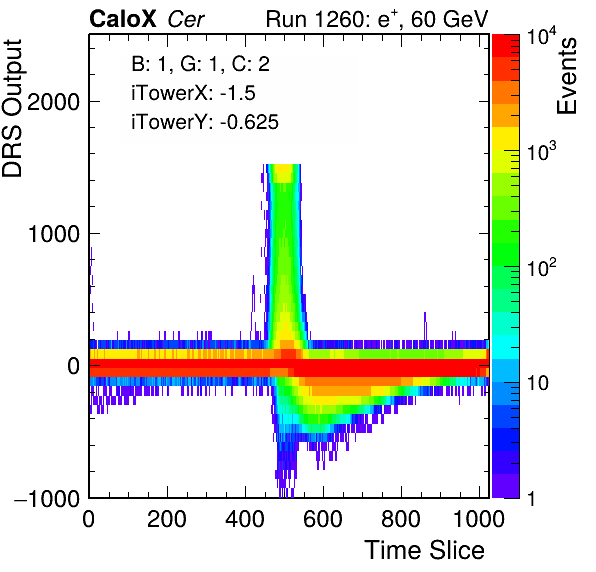 CaloX Cer Run 1260: e+, 60 GeV
B: 1, G: 1, C: 2
iTowerX: -1.5
iTowerY: -0.625
DRS Output
2000
1000
0
−1000
0 200 400 600 800 1000
Time Slice
Events
10^4
10^3
10^2
10
1